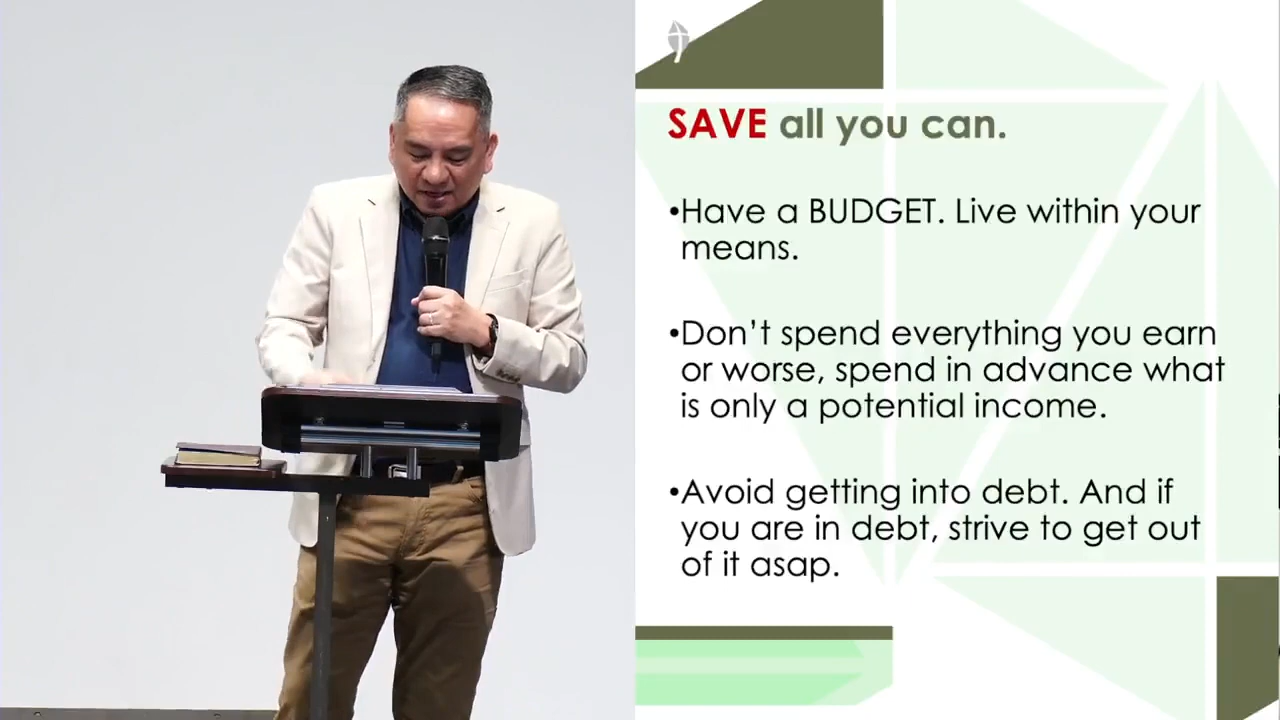 SAVE all you can.
•Have a BUDGET. Live within your
means.
•Don’t spend everything you earn
or worse, spend in advance what
is only a potential income.
•Avoid getting into debt. And if
you are in debt, strive to get out
of it asap.